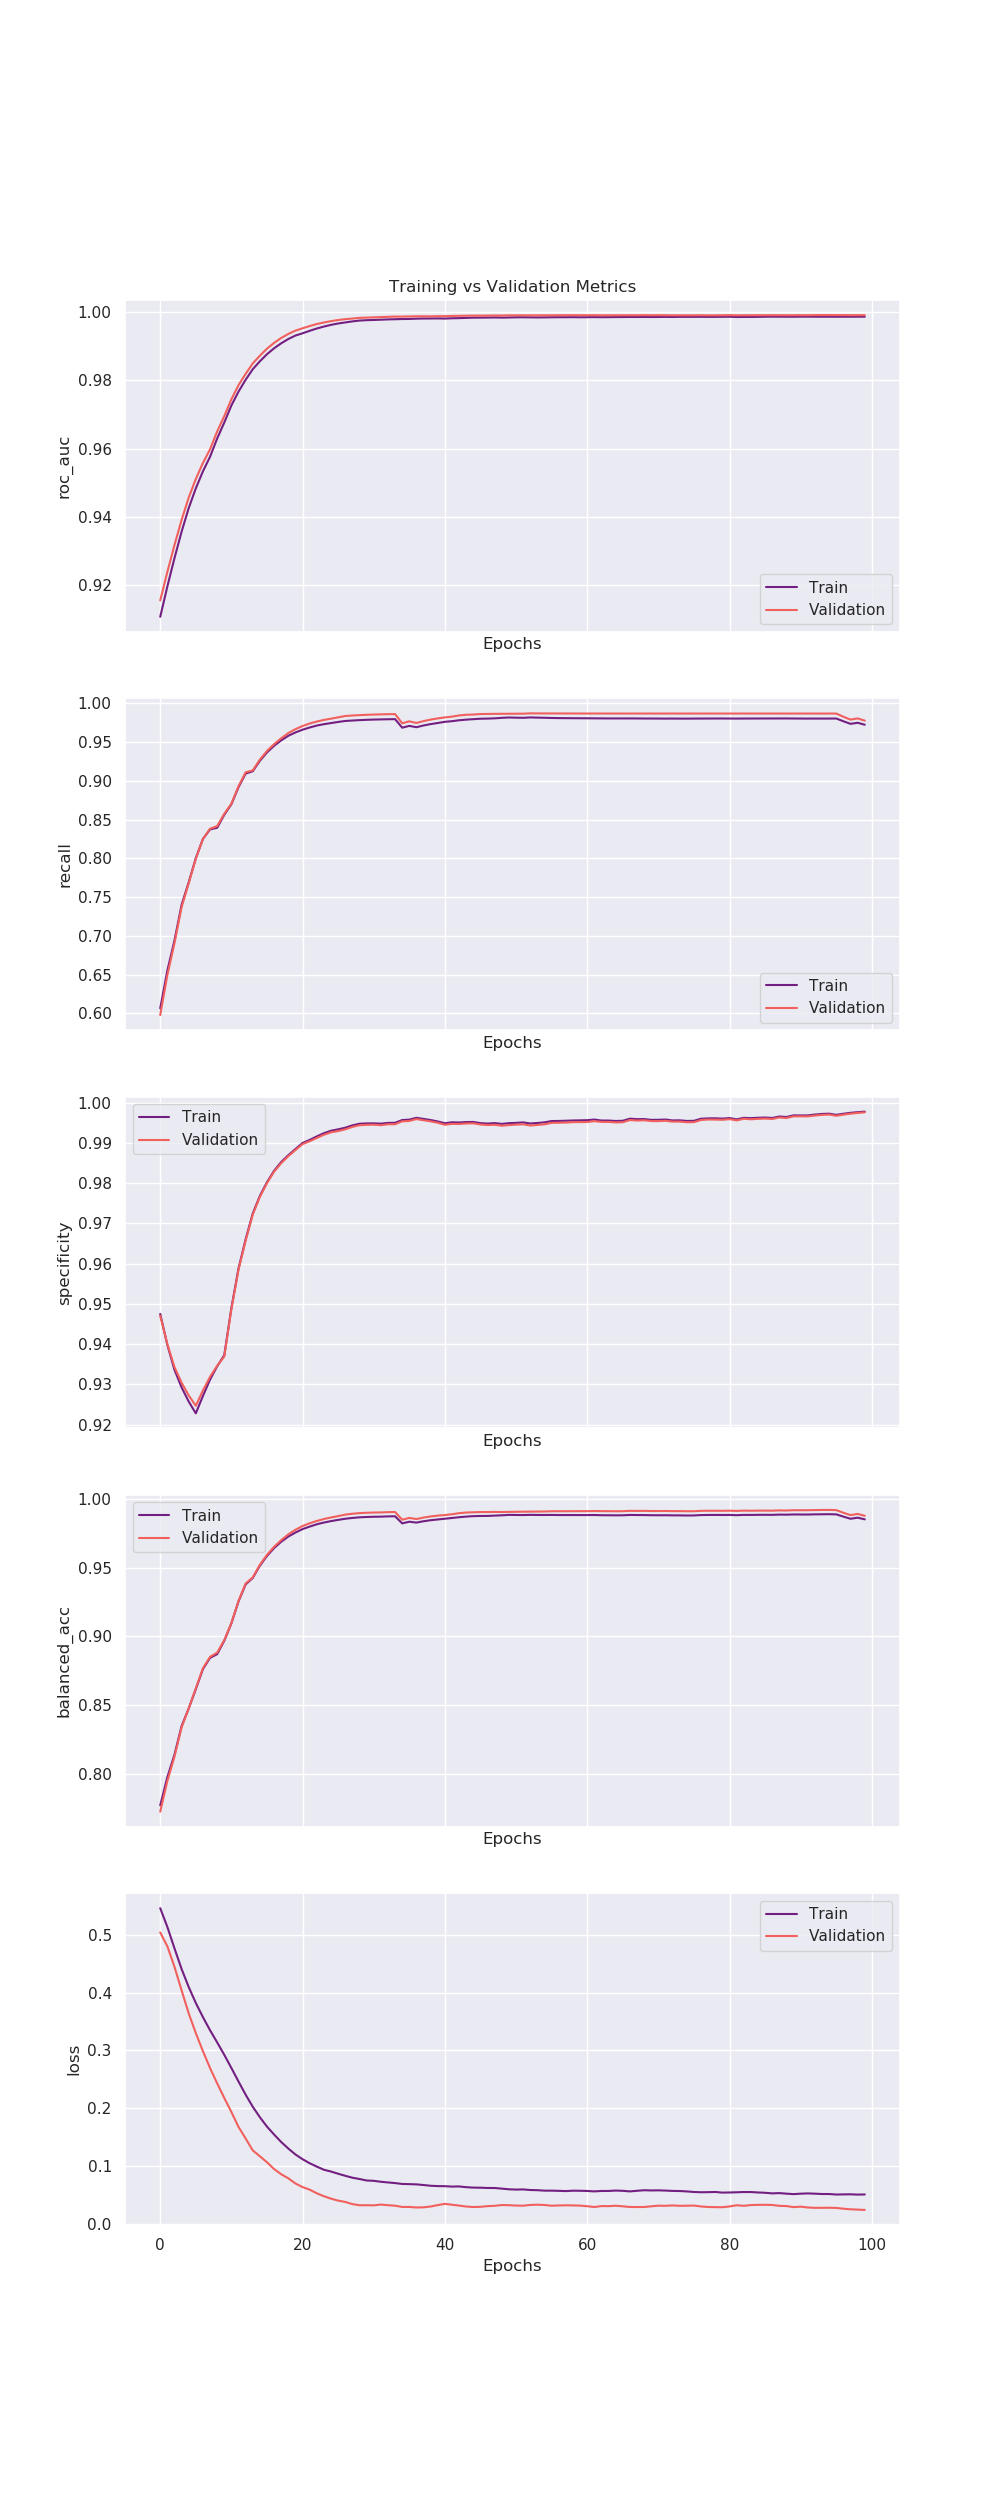 Training vs Validation Metrics
1.00
0.98
0.96
0.94
0.92
roc_auc
Train
Validation
Epochs
1.00
0.95
0.90
0.85
0.80
0.75
0.70
0.65
0.60
recall
Train
Validation
Epochs
1.00
0.99
0.98
0.97
0.96
0.95
0.94
0.93
0.92
specificity
Train
Validation
Epochs
1.00
0.95
0.90
0.85
0.80
balanced_acc
Train
Validation
Epochs
0.5
0.4
0.3
0.2
0.1
0.0
loss
Train
Validation
0 20 40 60 80 100
Epochs